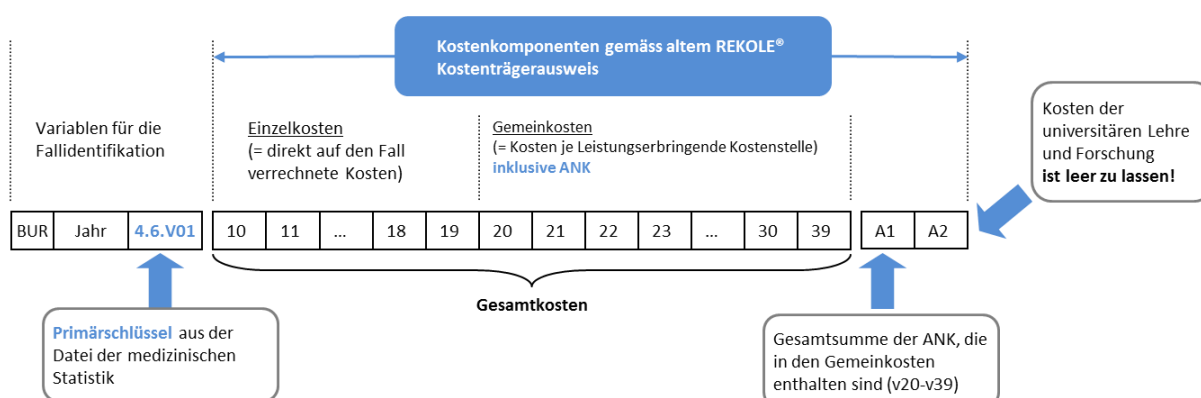 Kostenkomponenten gemäss altem REKOLE®
Kostenträgerausweis
Variablen für die
Fallidentifikation
Einzelkosten
(= direkt auf den Fall
verrechnete Kosten)
Gemeinkosten
(= Kosten je Leistungserbringende Kostenstelle)
inklusive ANK
Kosten der
universitären Lehre
und Forschung
ist leer zu lassen!
BUR Jahr 4.6.V01 10 11 ... 18 19 20 21 22 23 ... 30 39 A1 A2
Gesamtkosten
Primärschlüssel aus der
Datei der medizinischen
Statistik
Gesamtsumme der ANK, die
in den Gemeinkosten
enthalten sind (v20-v39)